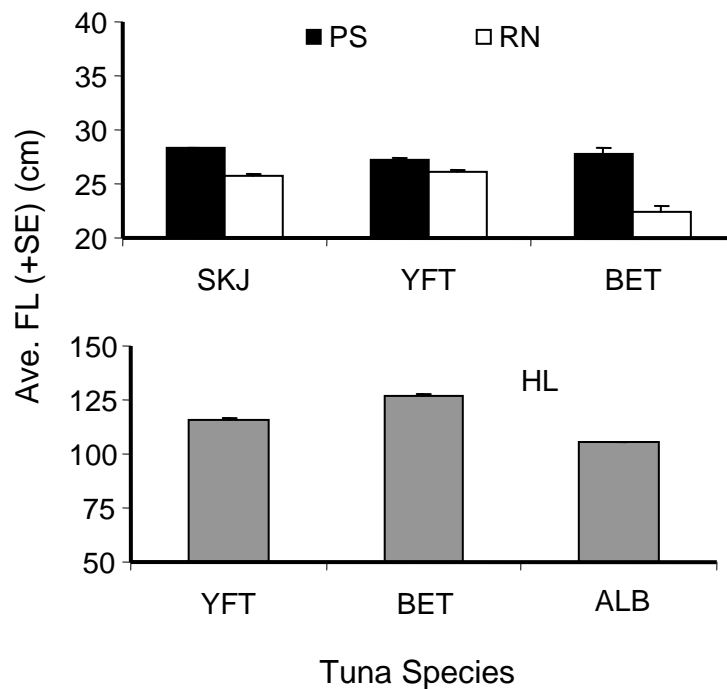 PS RN
40
35
30
25
20
SKJ YFT BET
Ave. FL (+SE) (cm)
HL
150
125
100
75
50
YFT BET ALB
Tuna Species